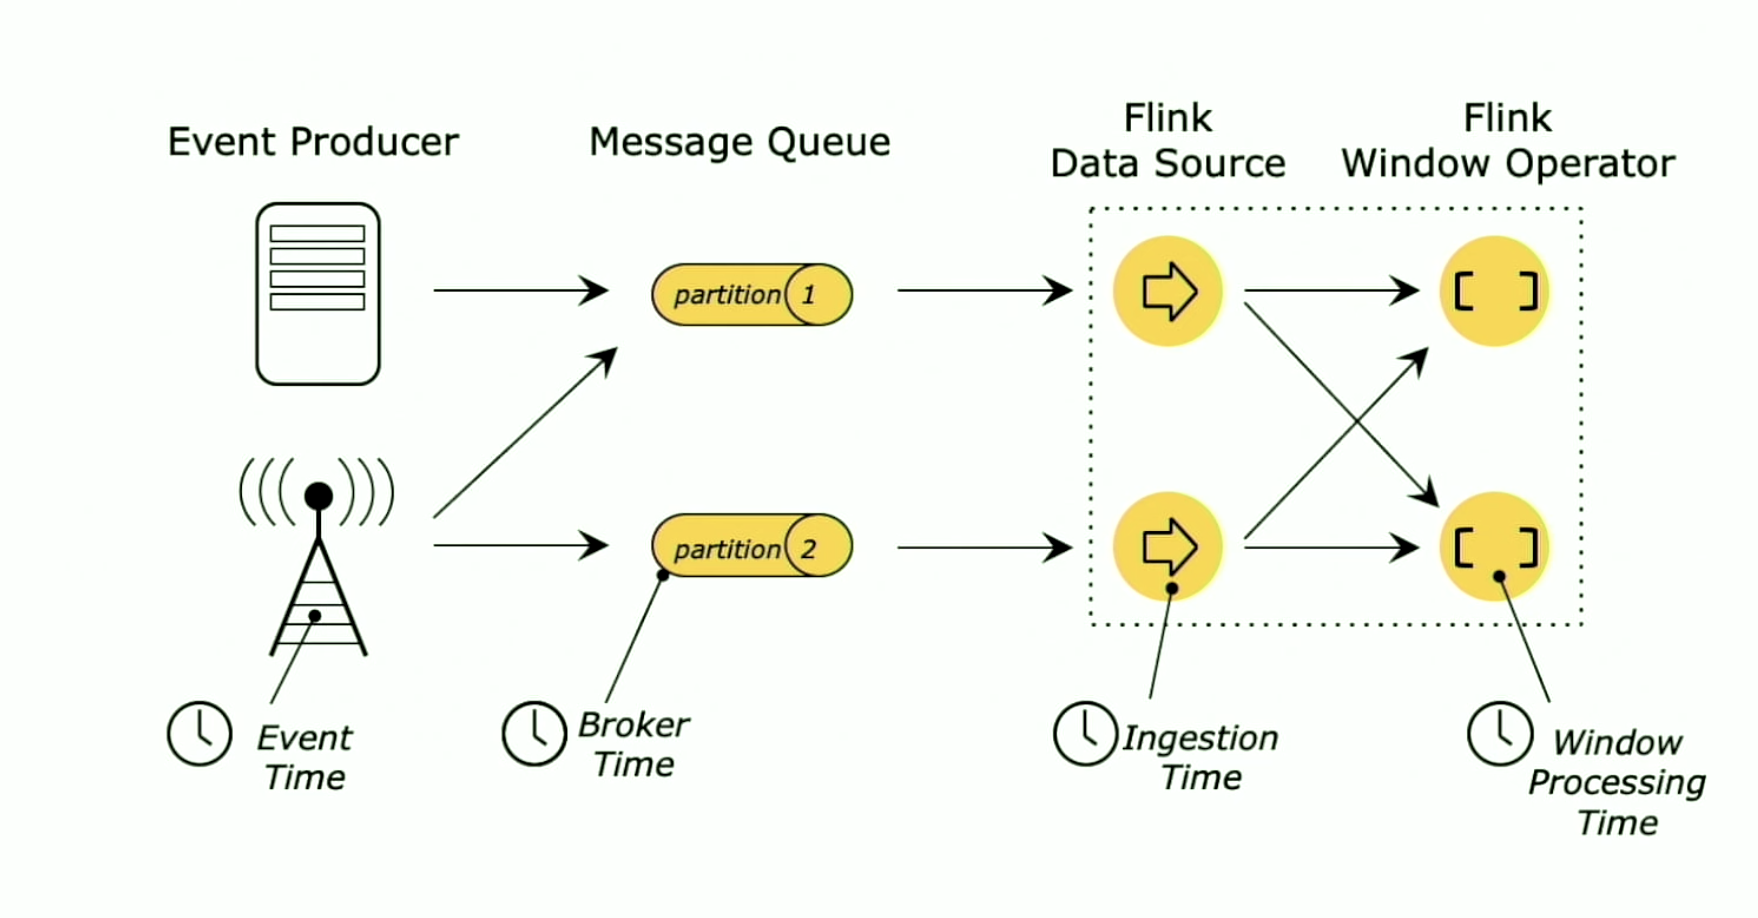 Event Producer
Message Queue
Flink
Data Source
Flink
Window Operator
partition 1
partition 2
Event
Time
Broker
Time
Ingestion
Time
Window
Processing
Time